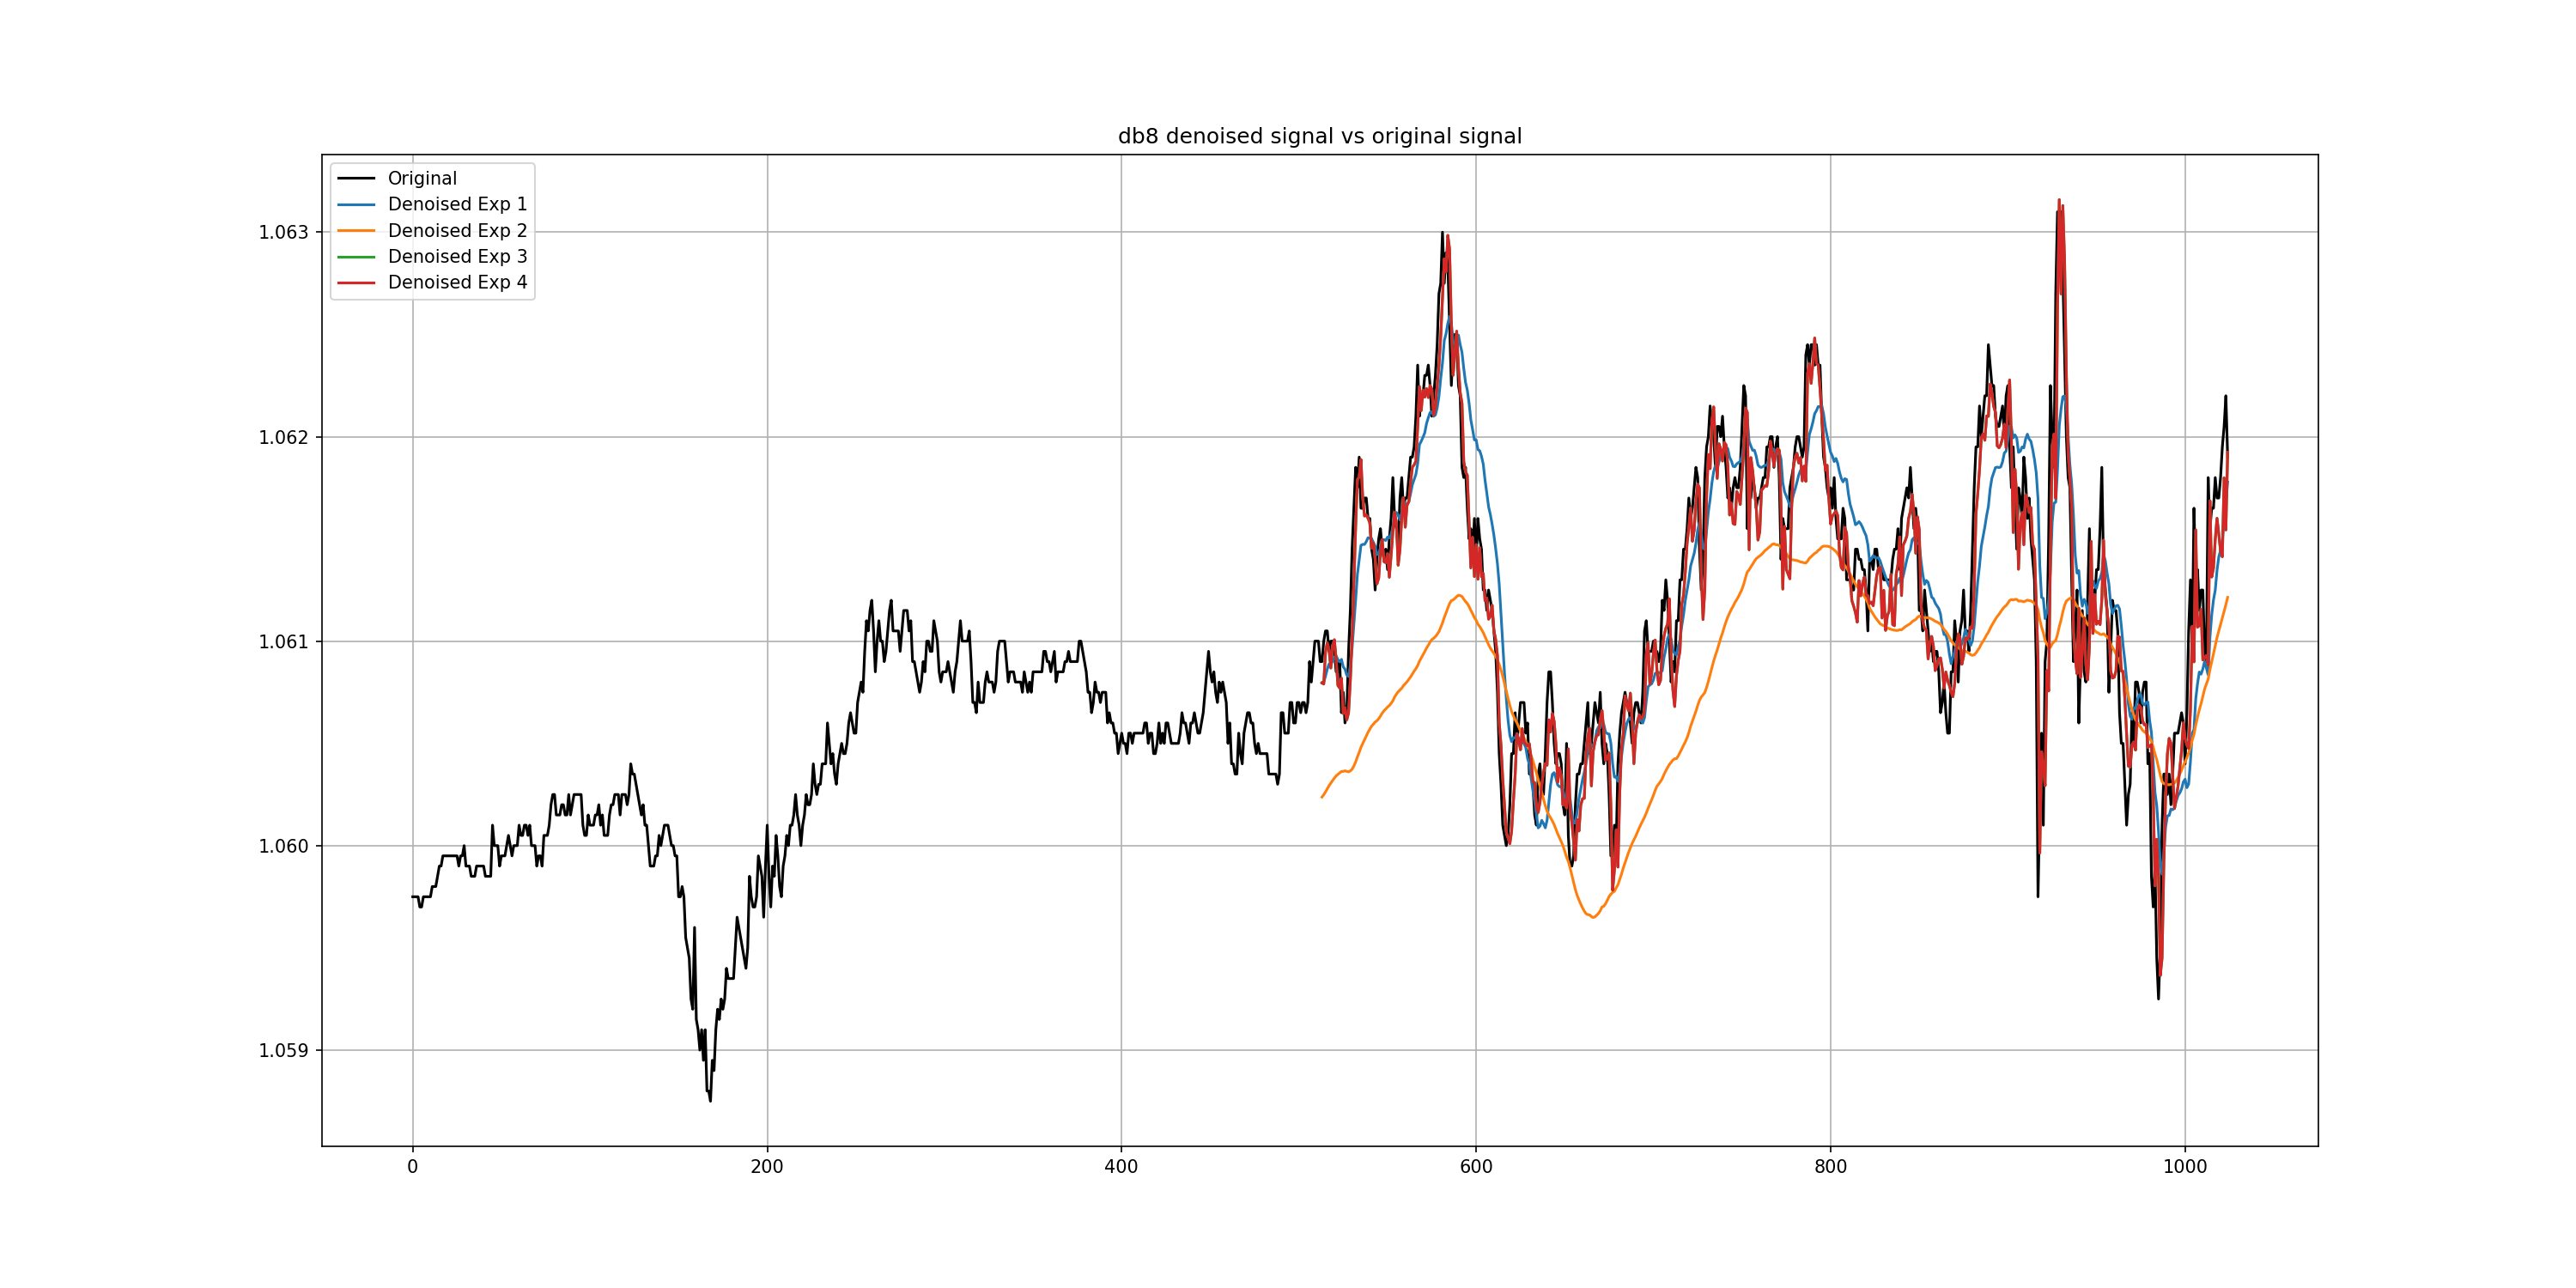 db8 denoised signal vs original signal
Original
Denoised Exp 1
Denoised Exp 2
Denoised Exp 3
Denoised Exp 4
1.063
1.062
1.061
1.060
1.059
0 200 400 600 800 1000